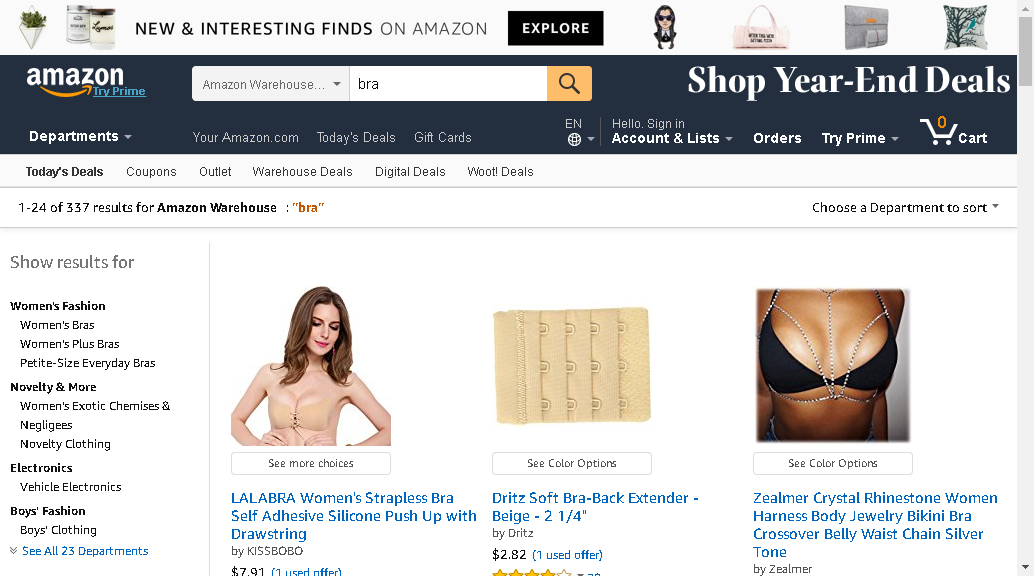 NEW & INTERESTING FINDS ON AMAZON EXPLORE
amazon
Try Prime
Amazon Warehouse...
bra
Shop Year-End Deals
Departments
Your Amazon.com Today's Deals Gift Cards
EN
Hello. Sign in
Account & Lists
Orders
Try Prime
0
Cart
Today's Deals Coupons Outlet Warehouse Deals Digital Deals Woot! Deals
1-24 of 337 results for Amazon Warehouse : "bra"
Choose a Department to sort
Show results for
Women's Fashion
Women's Bras
Women's Plus Bras
Petite-Size Everyday Bras
Novelty & More
Women's Exotic Chemises &
Negligees
Novelty Clothing
Electronics
Vehicle Electronics
Boys' Fashion
Boys' Clothing
See All 23 Departments
See more choices
LALABRA Women's Strapless Bra
Self Adhesive Silicone Push Up with
Drawstring
by KISSBOBO
$7.91 (1 used offer)
See Color Options
Dritz Soft Bra-Back Extender -
Beige - 2 1/4"
by Dritz
$2.82 (1 used offer)
See Color Options
Zealmer Crystal Rhinestone Women
Harness Body Jewelry Bikini Bra
Crossover Belly Waist Chain Silver
Tone
by Zealmer